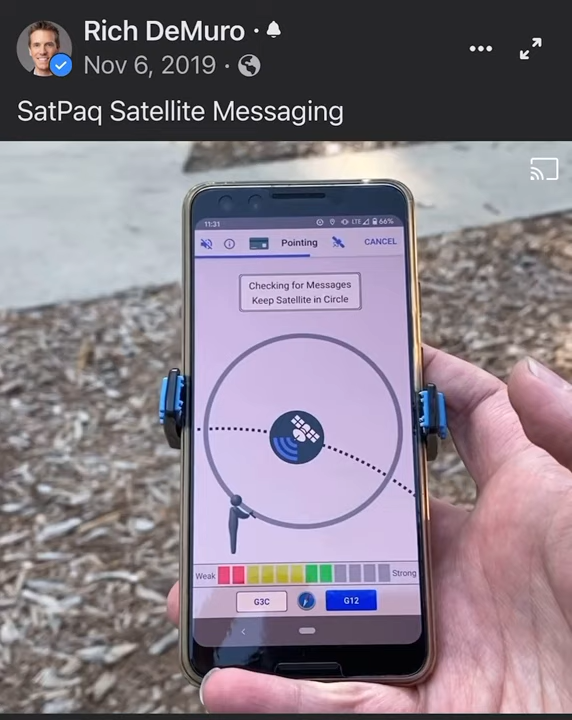 Rich DeMuro ·
Nov 6, 2019 ·
SatPaq Satellite Messaging
11:31 LTE 66%
Pointing CANCEL
Checking for Messages
Keep Satellite in Circle
Weak Strong
G3C G12